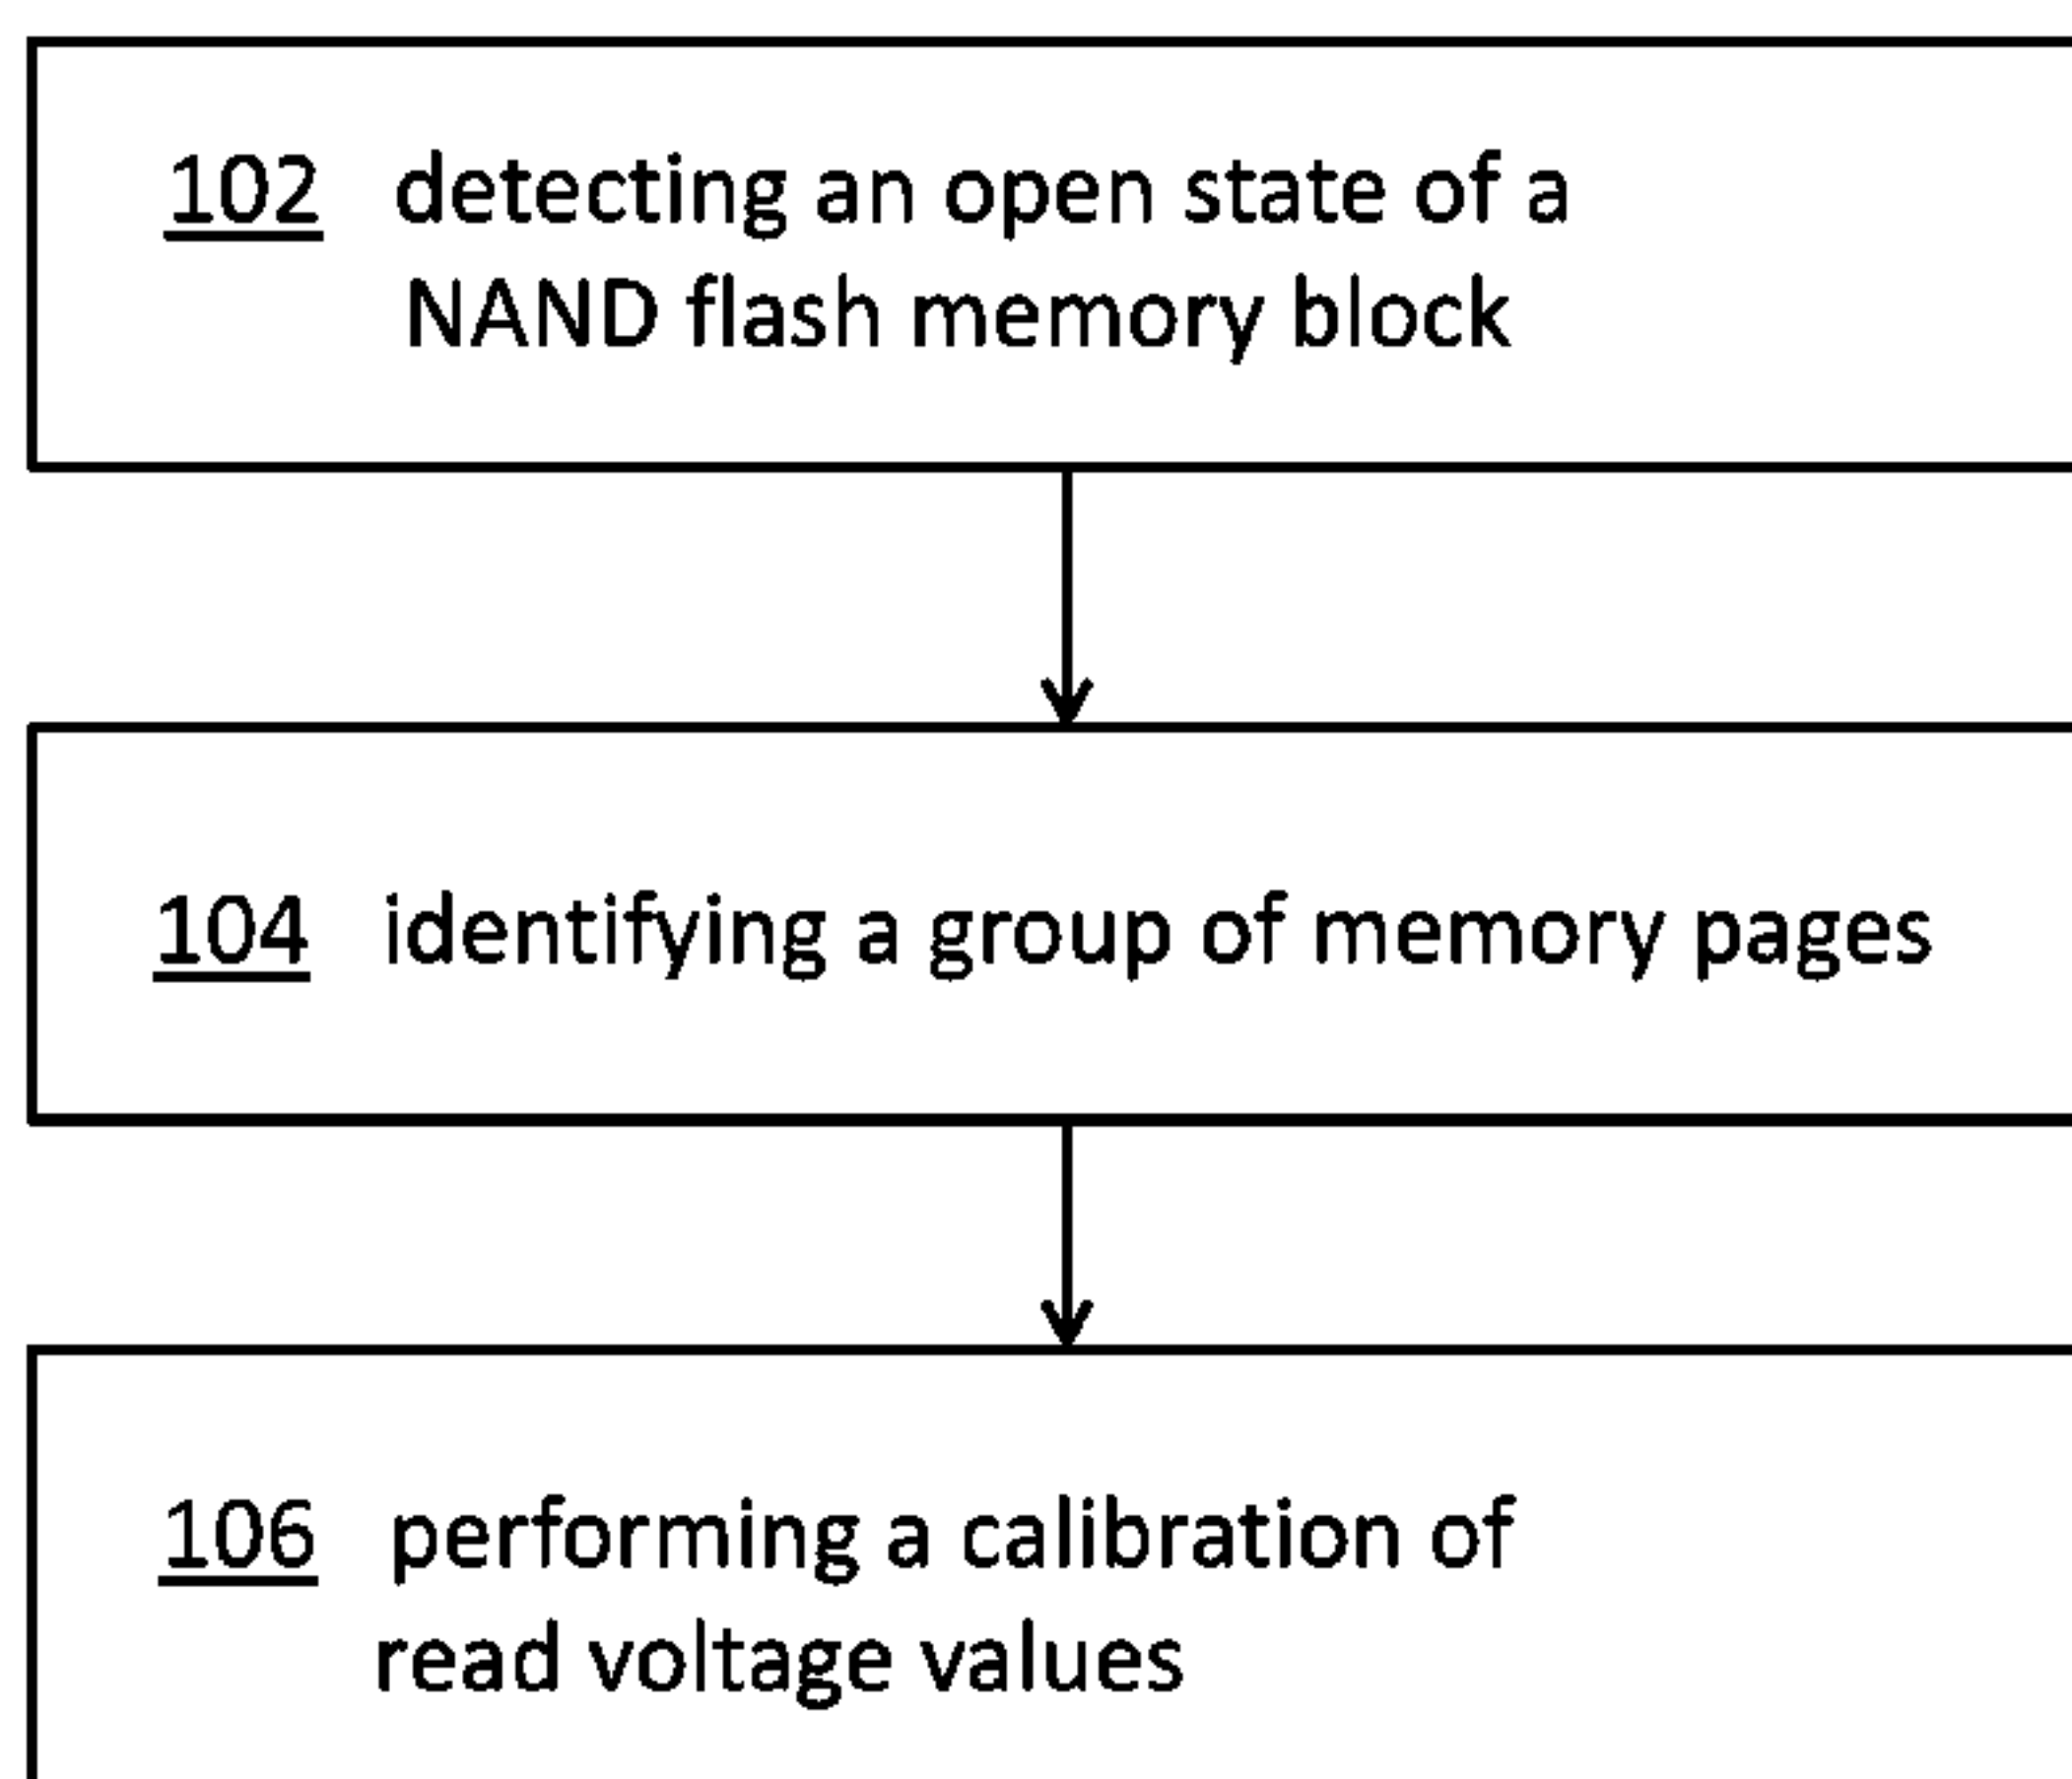 102 detecting an open state of a
NAND flash memory block
104 identifying a group of memory pages
106 performing a calibration of
read voltage values